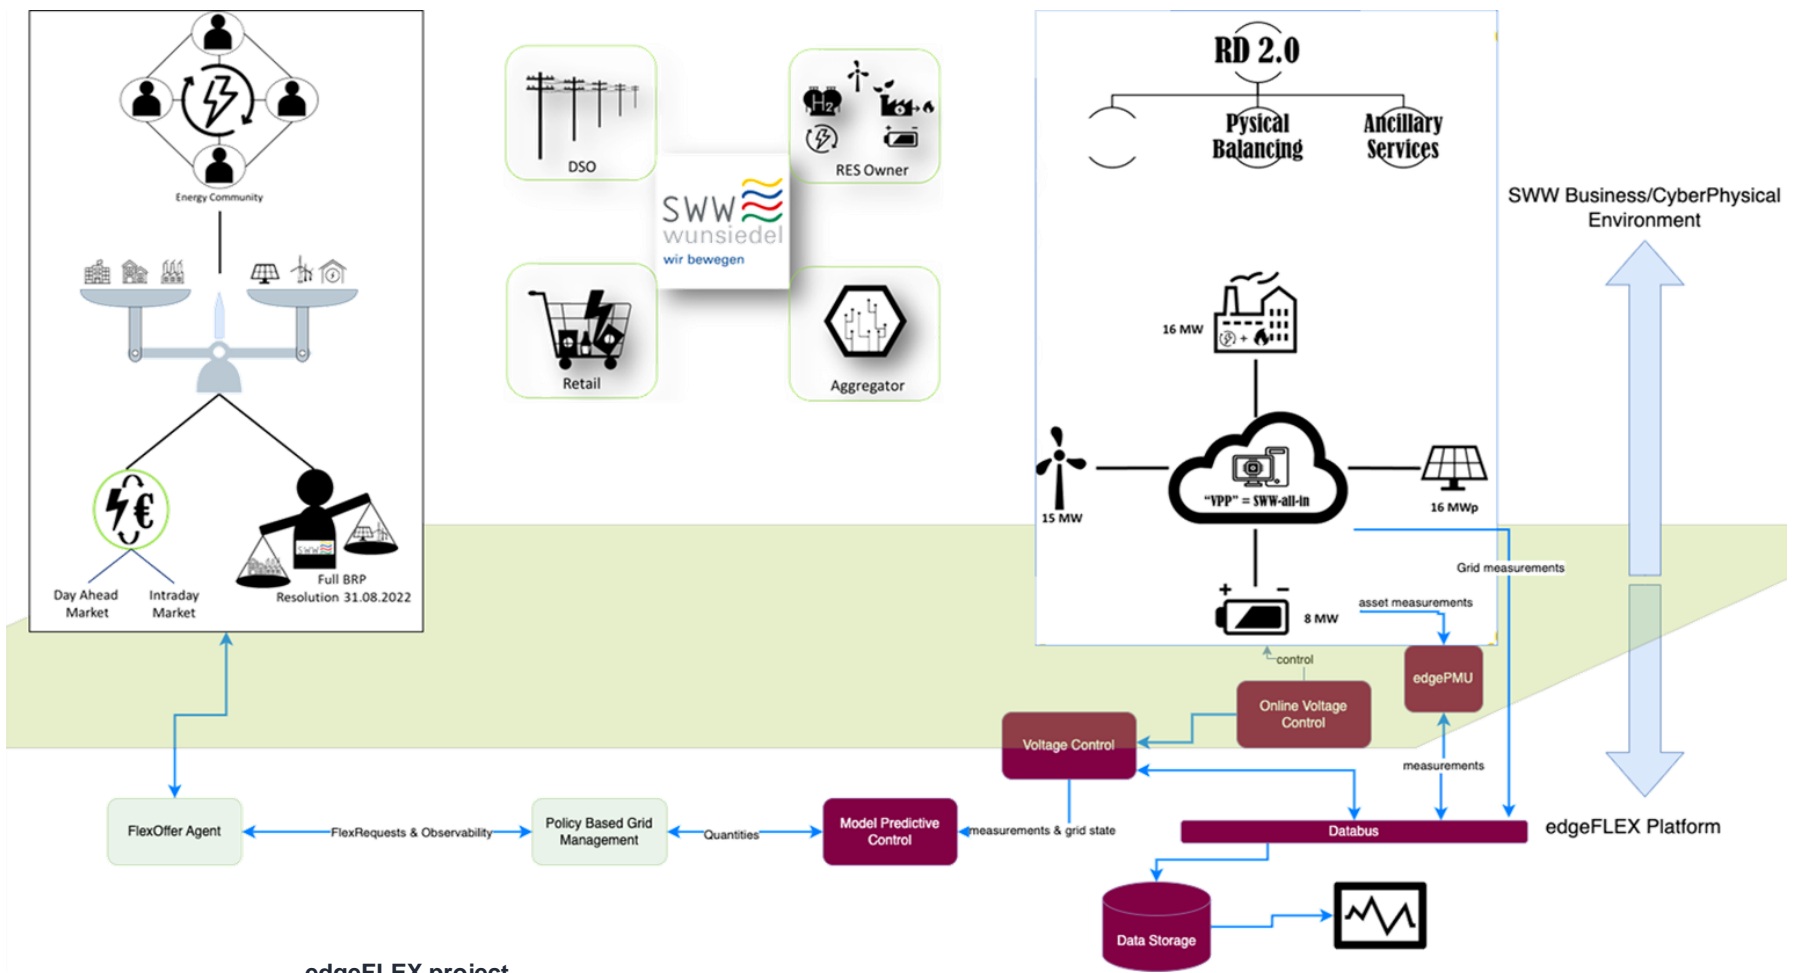 Energy Community
DSO
RES Owner
H2
SWW
wunsiedel
wir bewegen
Retail
Aggregator
RD 2.0
Pysical
Balancing
Ancillary
Services
SWW Business/CyberPhysical
Environment
16 MW
15 MW
"VPP" = SWW-all-in
16 MWp
8 MW
€
SWW
Full BRP
Resolution 31.08.2022
Day Ahead
Market
Intraday
Market
Grid measurements
asset measurements
control
edgePMU
Online Voltage
Control
Voltage Control
measurements
FlexOffer Agent
FlexRequests & Observability
Policy Based Grid
Management
Quantities
Model Predictive
Control
measurements & grid state
Databus
edgeFLEX Platform
Data Storage
edgeFLEX project